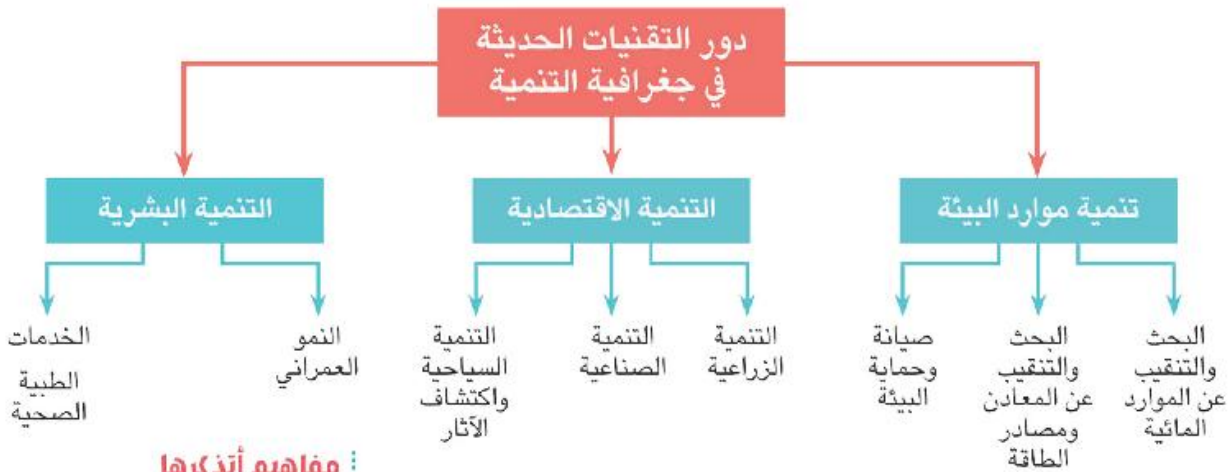 دور التقنيات الحديثة
في جغرافية التنمية
تنمية موارد البيئة
التنمية الاقتصادية
التنمية البشرية
البحث
والتنقيب
عن الموارد
المائية
البحث
والتنقيب
عن المعادن
ومصادر
الطاقة
صيانة
وحماية
البيئة
التنمية
الزراعية
التنمية
الصناعية
التنمية
السياحية
واكتشاف
الآثار
النمو
العمراني
الخدمات
الطبية
الصحية
مفاهيم أتذكرها